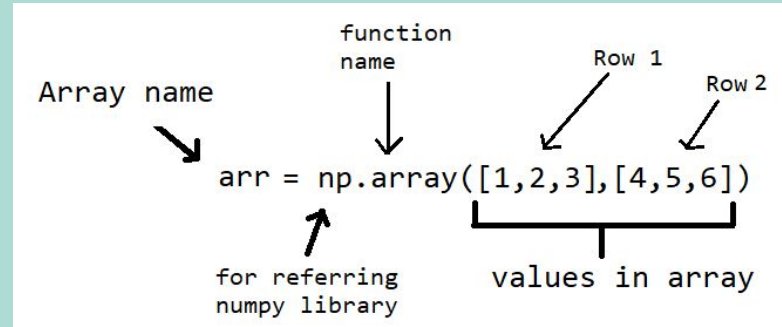 function
name
Row 1
Row 2
Array name
arr = np.array([1,2,3],[4,5,6])
for referring
numpy library
values in array